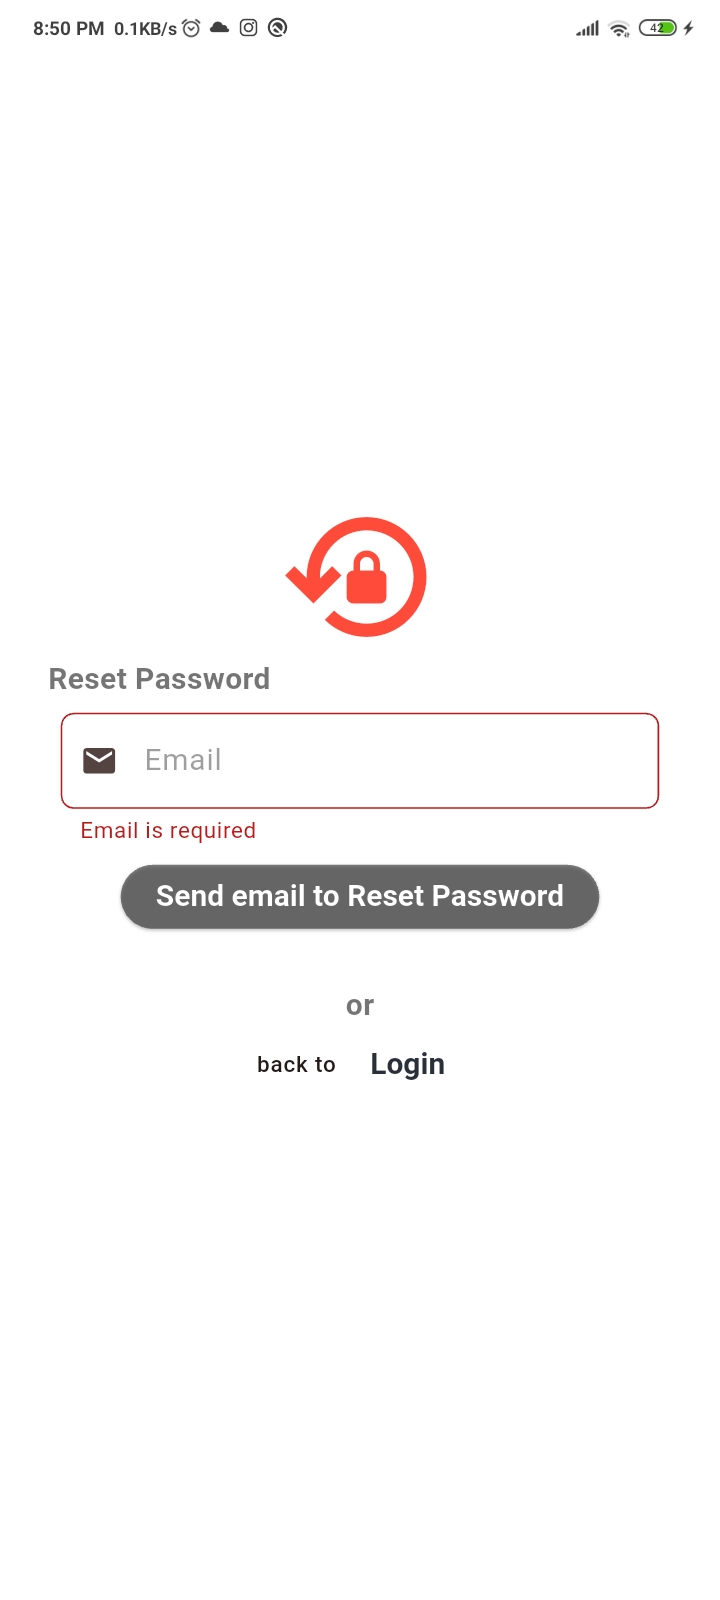 8:50 PM 0.1KB/s 42
Reset Password
Email
Email is required
Send email to Reset Password
or
back to Login